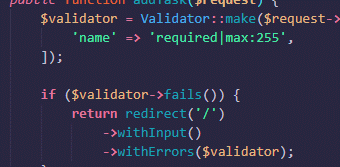 public function addTask($request) {
$validator = Validator::make($request->
'name' => 'required|max:255',
]);
if ($validator->fails()) {
return redirect('/')
->withInput()
->withErrors($validator);